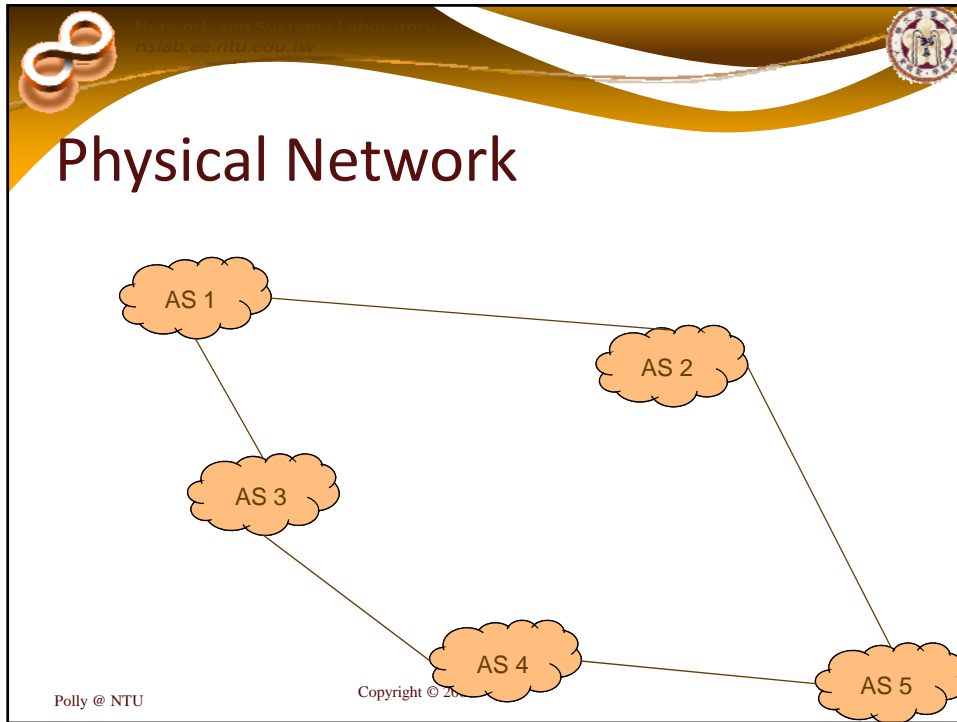 Network and Systems Laboratory
nslab.ee.ntu.edu.tw
Physical Network
AS 1
AS 2
AS 3
AS 4
AS 5
Polly @ NTU
Copyright ©